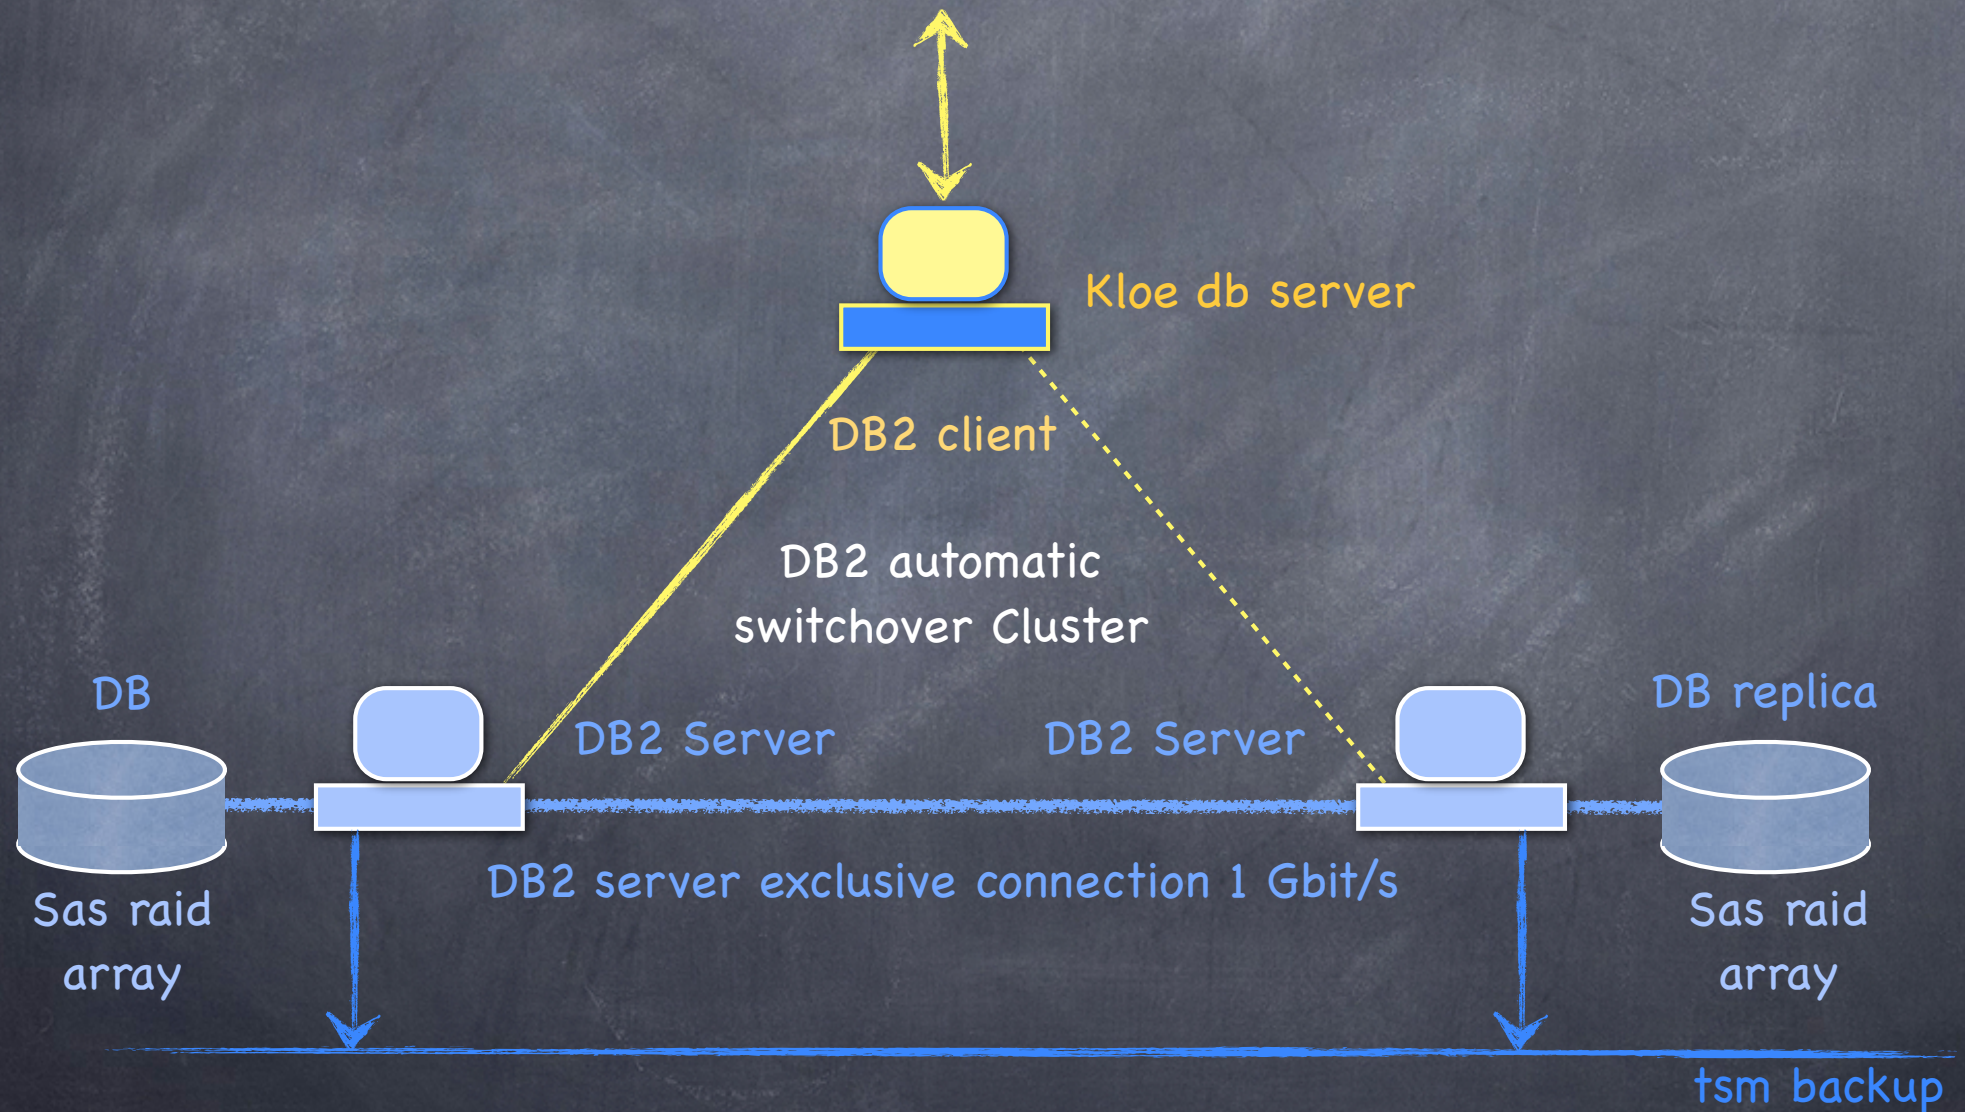 Kloe db server
DB2 client
DB2 automatic
switchover Cluster
DB
DB2 Server
DB2 Server
DB replica
DB2 server exclusive connection 1 Gbit/s
Sas raid
array
Sas raid
array
tsm backup